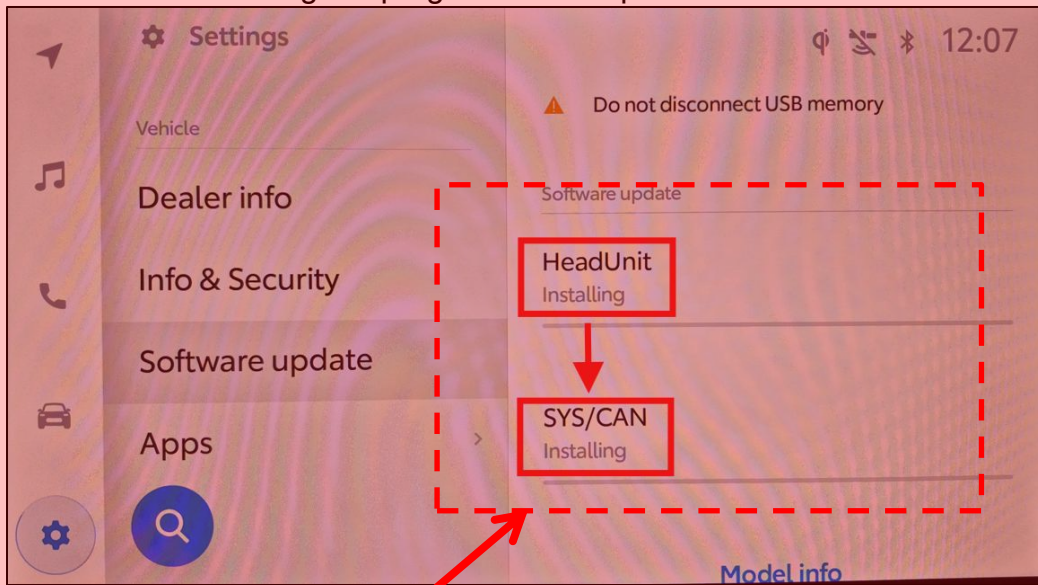 Settings
12:07
Do not disconnect USB memory
Vehicle
Dealer info
Software update
Info & Security
HeadUnit
Installing
Software update
SYS/CAN
Installing
Apps
Model info